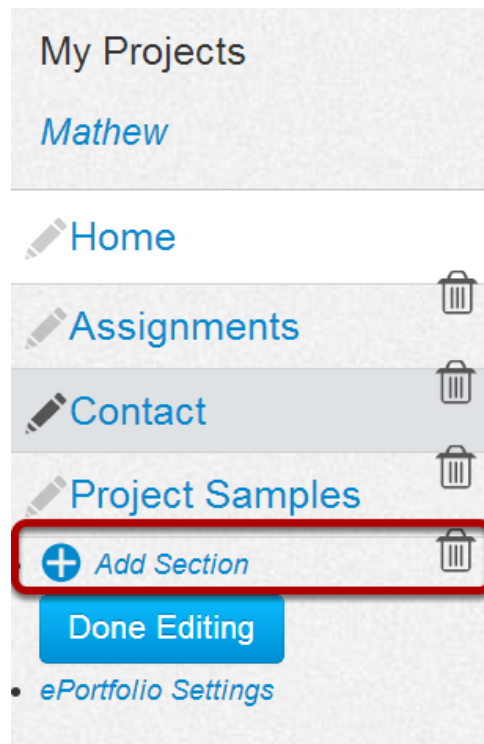 My Projects
Mathew
Home
Assignments
Contact
Project Samples
Add Section
Done Editing
ePortfolio Settings